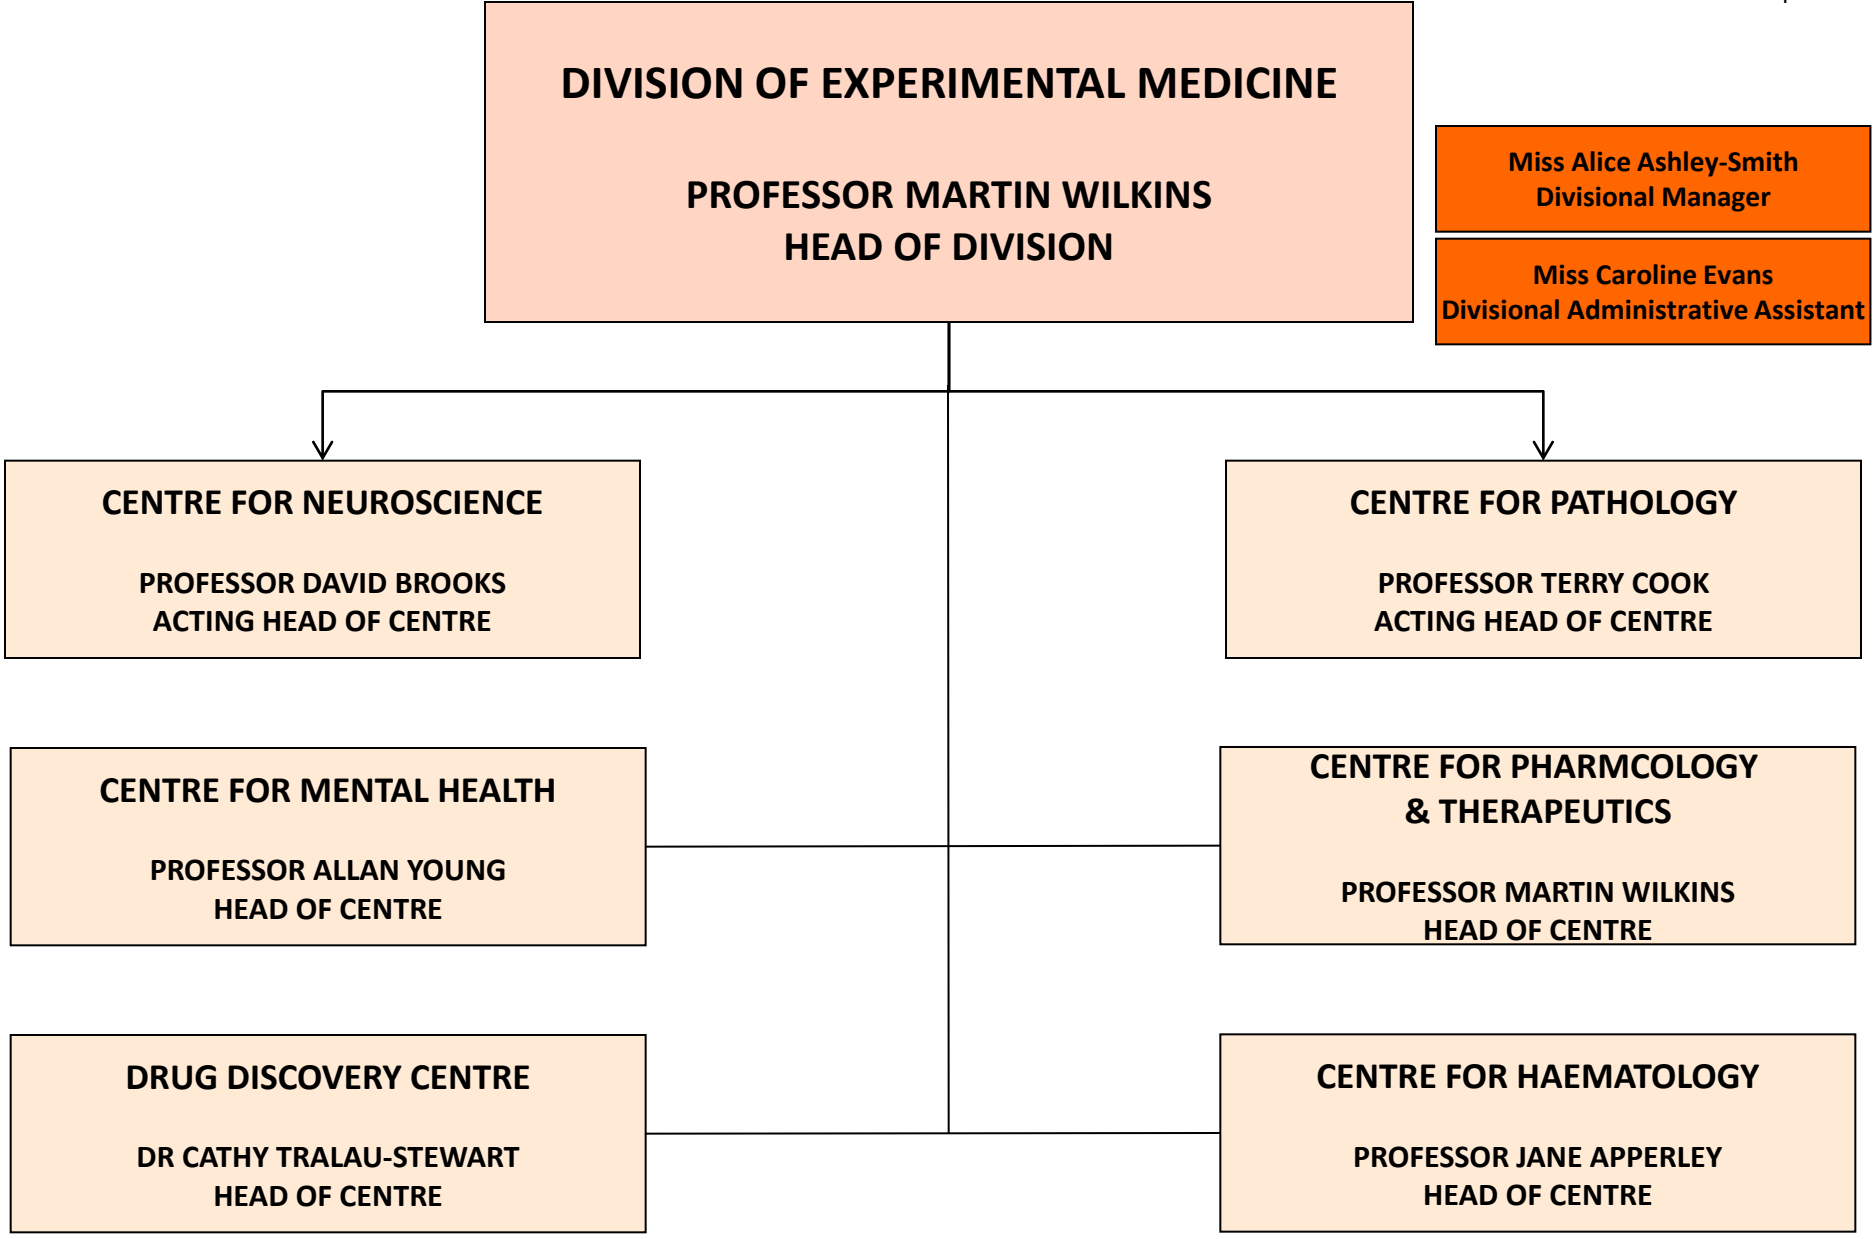 DIVISION OF EXPERIMENTAL MEDICINE
PROFESSOR MARTIN WILKINS
HEAD OF DIVISION
Miss Alice Ashley-Smith
Divisional Manager
Miss Caroline Evans
Divisional Administrative Assistant
CENTRE FOR NEUROSCIENCE
PROFESSOR DAVID BROOKS
ACTING HEAD OF CENTRE
CENTRE FOR PATHOLOGY
PROFESSOR TERRY COOK
ACTING HEAD OF CENTRE
CENTRE FOR MENTAL HEALTH
PROFESSOR ALLAN YOUNG
HEAD OF CENTRE
CENTRE FOR PHARMCOLOGY
& THERAPEUTICS
PROFESSOR MARTIN WILKINS
HEAD OF CENTRE
DRUG DISCOVERY CENTRE
DR CATHY TRALAU-STEWART
HEAD OF CENTRE
CENTRE FOR HAEMATOLOGY
PROFESSOR JANE APPERLEY
HEAD OF CENTRE